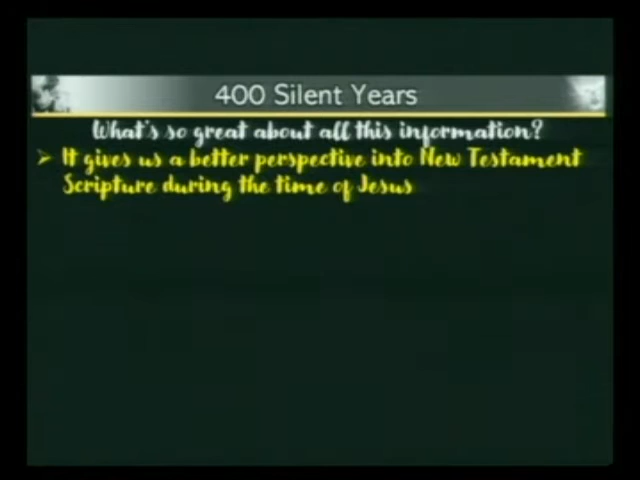 400 Silent Years
What's so great about all this information?
➤ It gives us a better perspective into New Testament
Scripture during the time of Jesus